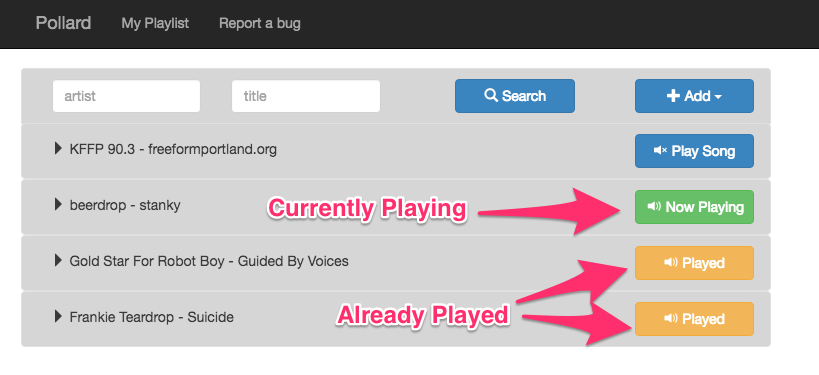 Pollard My Playlist Report a bug
artist title Search Add
KFFP 90.3 - freeformportland.org Play Song
beerdrop - stanky Currently Playing Now Playing
Gold Star For Robot Boy - Guided By Voices Played
Frankie Teardrop - Suicide Already Played Played